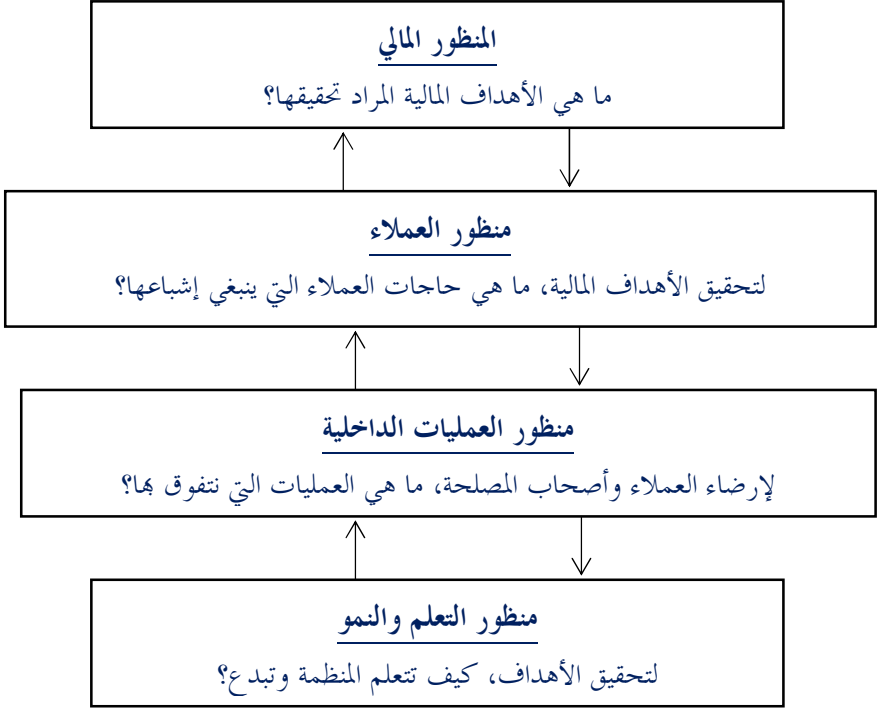 المنظور المالي
ما هي الأهداف المالية المراد تحقيقها؟
منظور العملاء
لتحقيق الأهداف المالية، ما هي حاجات العملاء التي ينبغي إشباعها؟
منظور العمليات الداخلية
لإرضاء العملاء وأصحاب المصلحة، ما هي العمليات التي نتفوق بها؟
منظور التعلم والنمو
لتحقيق الأهداف، كيف تتعلم المنظمة وتبدع؟